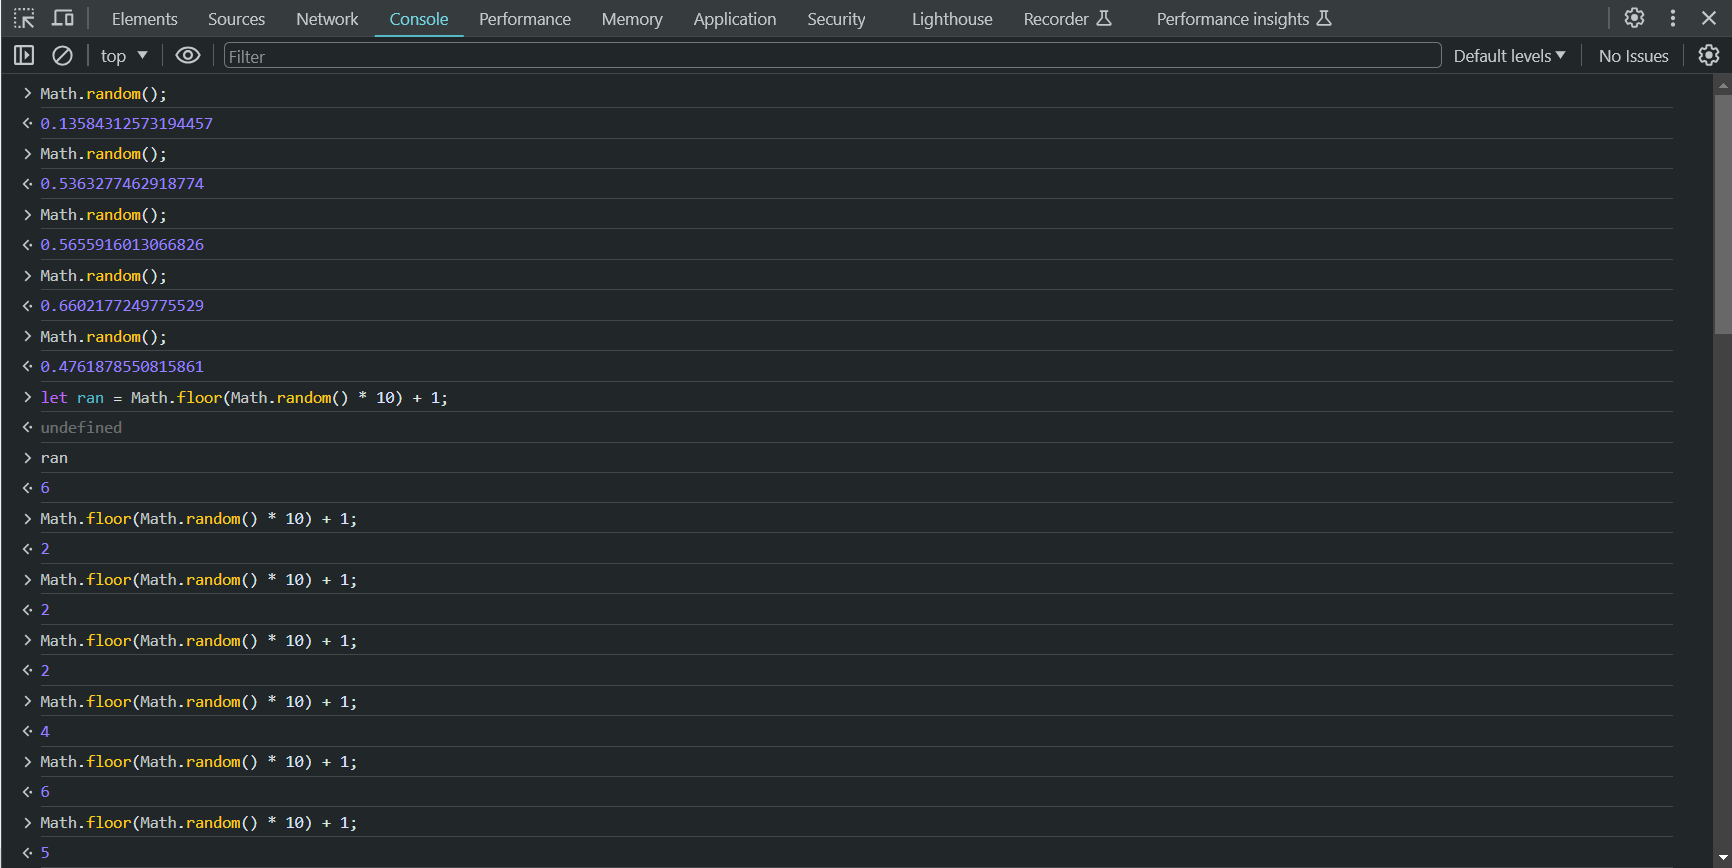 Elements Sources Network Console Performance Memory Application Security Lighthouse Recorder Performance insights
top Filter Default levels No Issues
Math.random();
0.13584312573194457
Math.random();
0.5363277462918774
Math.random();
0.5655916013066826
Math.random();
0.6602177249775529
Math.random();
0.4761878550815861
let ran = Math.floor(Math.random() * 10) + 1;
undefined
ran
6
Math.floor(Math.random() * 10) + 1;
2
Math.floor(Math.random() * 10) + 1;
2
Math.floor(Math.random() * 10) + 1;
2
Math.floor(Math.random() * 10) + 1;
4
Math.floor(Math.random() * 10) + 1;
6
Math.floor(Math.random() * 10) + 1;
5